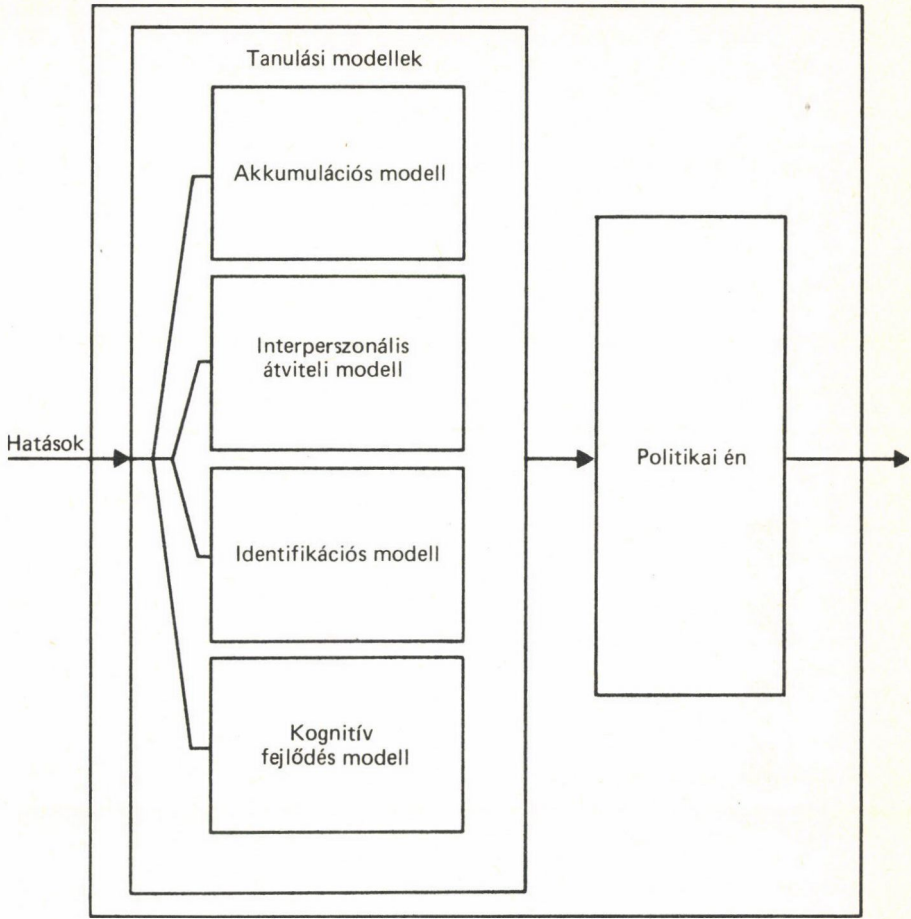 Tanulási modellek
Akkumulációs modell
Interperszonális
átviteli modell
Hatások
Politikai én
Identifikációs modell
Kognitív
fejlődés modell